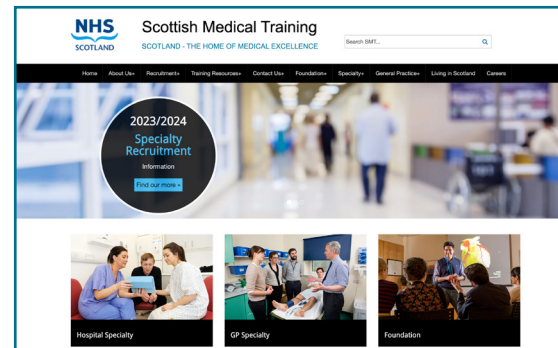 NHS
SCOTLAND
Scottish Medical Training
SCOTLAND - THE HOME OF MEDICAL EXCELLENCE
Search SMT...
Home About Us+ Recruitment+ Training Resources+ Contact Us+ Foundation+ Specialty+ General Practice+ Living in Scotland Careers
2023/2024
Specialty
Recruitment
Information
Find our more »
Hospital Specialty GP Specialty Foundation